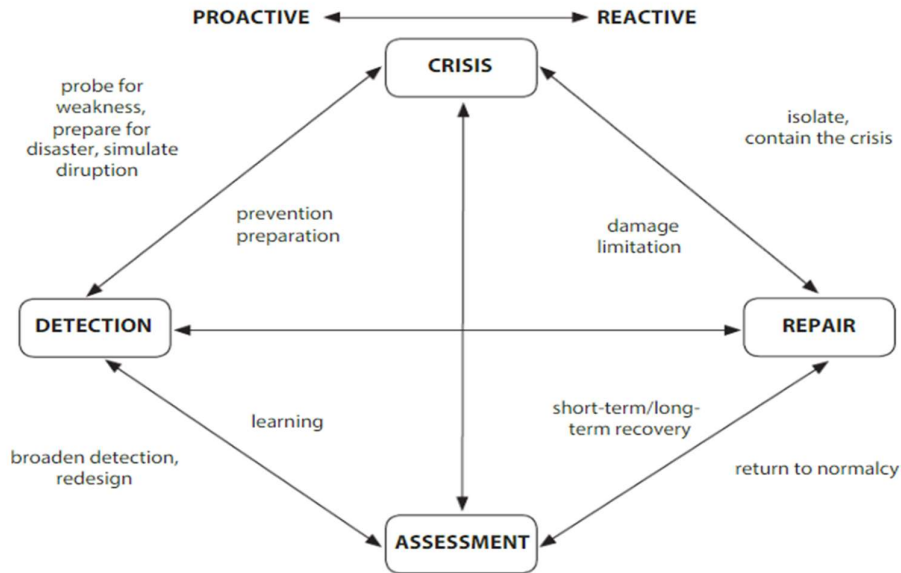 PROACTIVE REACTIVE
CRISIS
probe for
weakness,
prepare for
disaster, simulate
diruption
isolate,
contain the crisis
prevention
preparation
damage
limitation
DETECTION
REPAIR
learning
short-term/long-
term recovery
broaden detection,
redesign
return to normalcy
ASSESSMENT